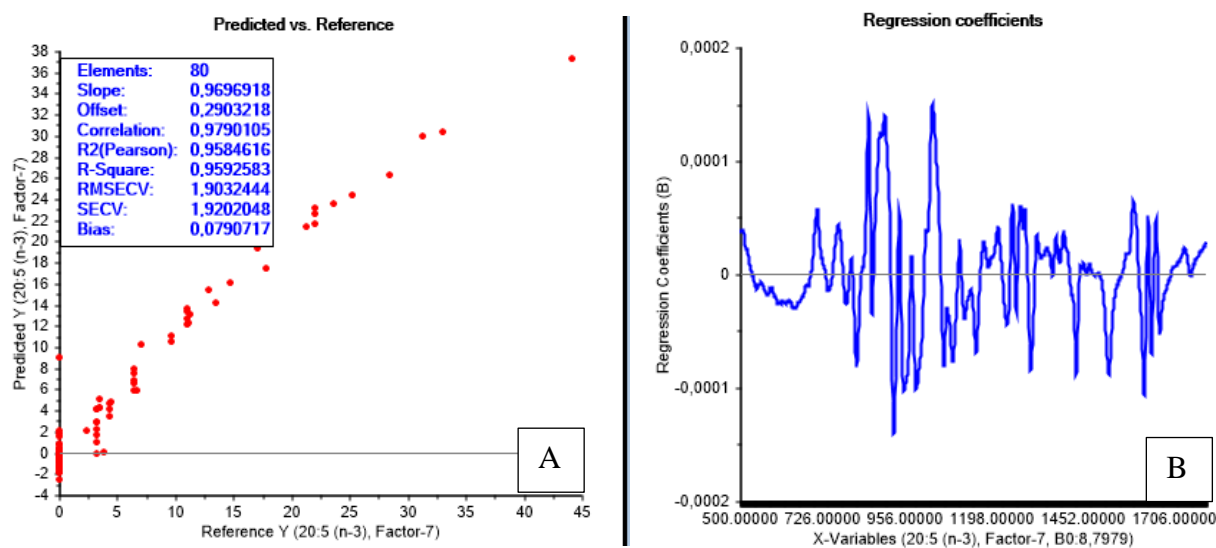 Predicted vs. Reference
38
36
34
32
30
28
26
24
22
20
18
16
14
12
10
8
6
4
2
0
-2
-4
Predicted Y (20:5 (n-3), Factor-7)
Elements: 80
Slope: 0,9696918
Offset: 0,2903218
Correlation: 0,9790105
R2(Pearson): 0,9584616
R-Square: 0,9592583
RMSECV: 1,9032444
SECV: 1,9202048
Bias: 0,0790717
A
0 5 10 15 20 25 30 35 40 45
Reference Y (20:5 (n-3), Factor-7)
Regression coefficients
0,0002
0,0001
0
-0,0001
-0,0002
Regression Coefficients (B)
B
500.00000 726.00000 956.00000 1198.00000 1452.00000 1706.00000
X-Variables (20:5 (n-3), Factor-7, B0:8,7979)